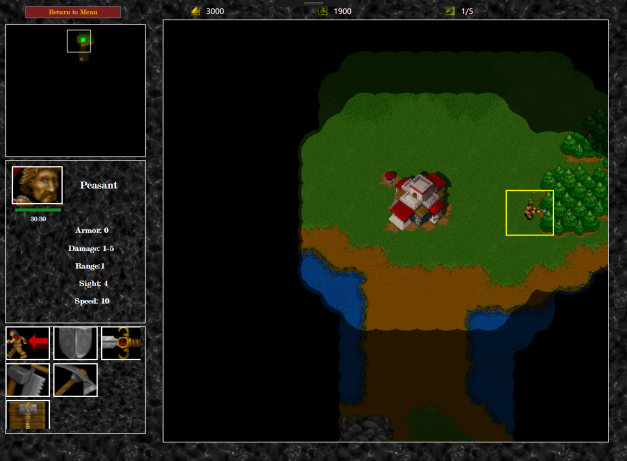 Return to Menu
3000
1900
1/5
Peasant
30/30
Armor: 0
Damage: 1-5
Range:1
Sight: 4
Speed: 10